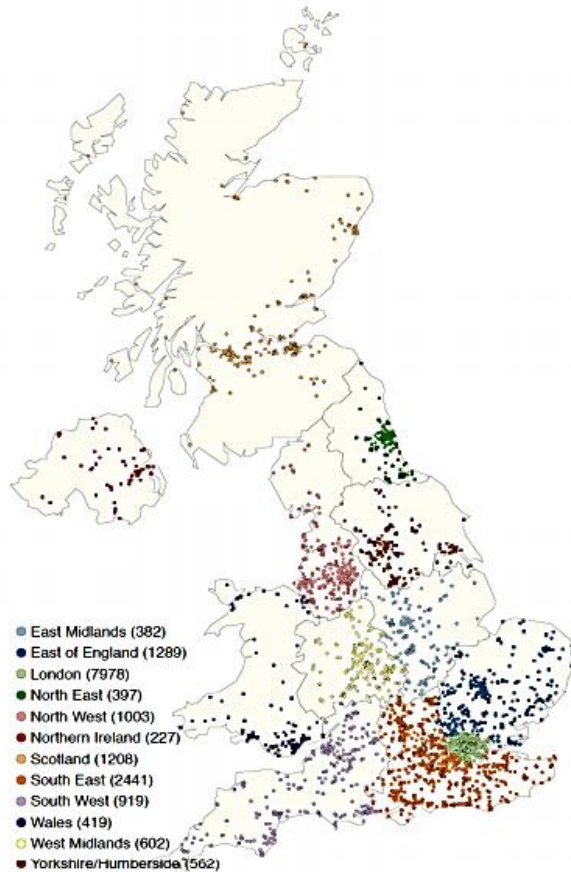 East Midlands (382)
East of England (1289)
London (7978)
North East (397)
North West (1003)
Northern Ireland (227)
Scotland (1208)
South East (2441)
South West (919)
Wales (419)
West Midlands (602)
Yorkshire/Humberside (562)